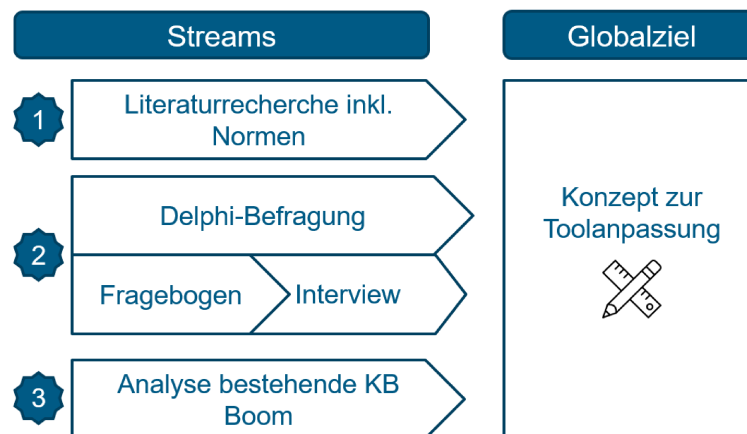 Streams
Globalziel
1
Literaturrecherche inkl.
Normen
2
Delphi-Befragung
Fragebogen
Interview
3
Analyse bestehende KB
Boom
Konzept zur
Toolanpassung